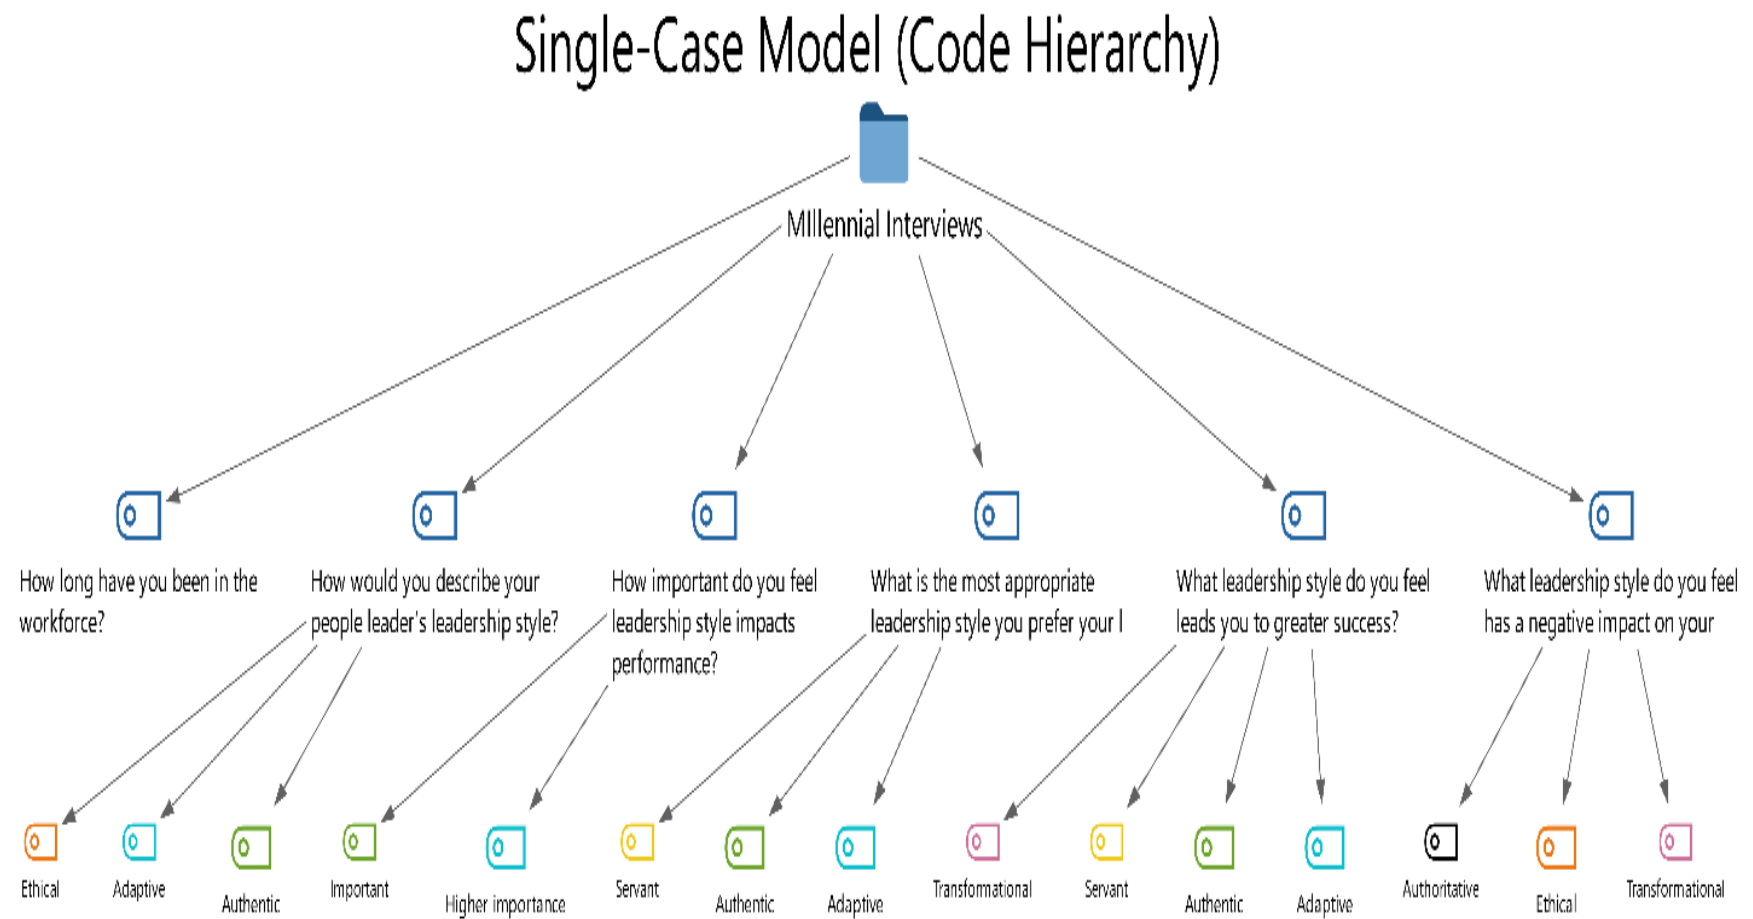 Single-Case Model (Code Hierarchy)
MIllennial Interviews
How long have you been in the
workforce?
How would you describe your
people leader's leadership style?
How important do you feel
leadership style impacts
performance?
What is the most appropriate
leadership style you prefer your l
What leadership style do you feel
leads you to greater success?
What leadership style do you feel
has a negative impact on your
Ethical
Adaptive
Authentic
Important
Higher importance
Servant
Authentic
Adaptive
Transformational
Servant
Authentic
Adaptive
Authoritative
Ethical
Transformational